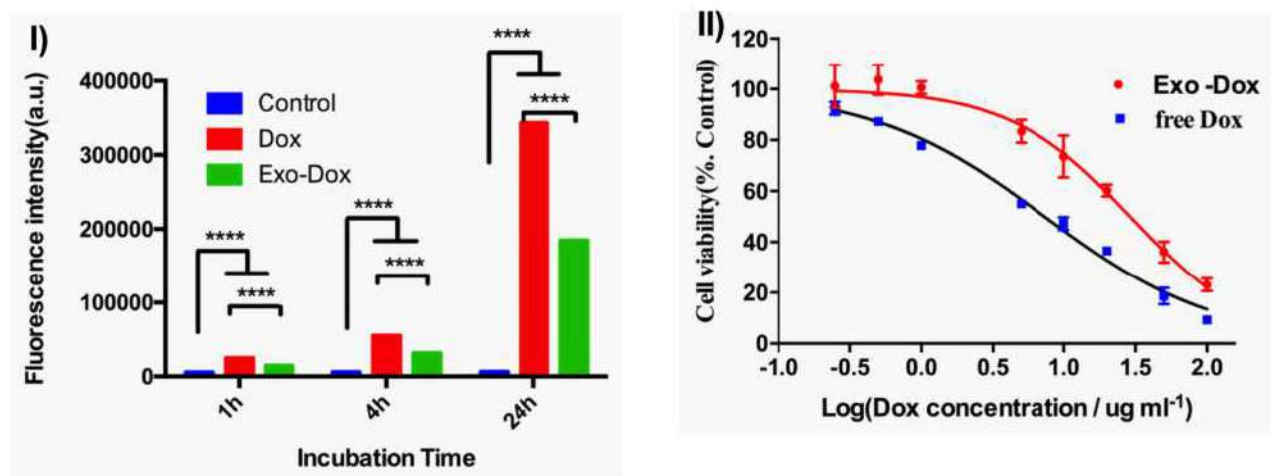 I)
Fluorescence intensity(a.u.)
400000
300000
200000
100000
0
Control
Dox
Exo-Dox
****
****
****
****
****
****
1h
4h
24h
Incubation Time
II)
Cell viability(%. Control)
120
100
80
60
40
20
0
Exo -Dox
free Dox
-1.0
-0.5
0.0
0.5
1.0
1.5
2.0
Log(Dox concentration / ug ml⁻¹)